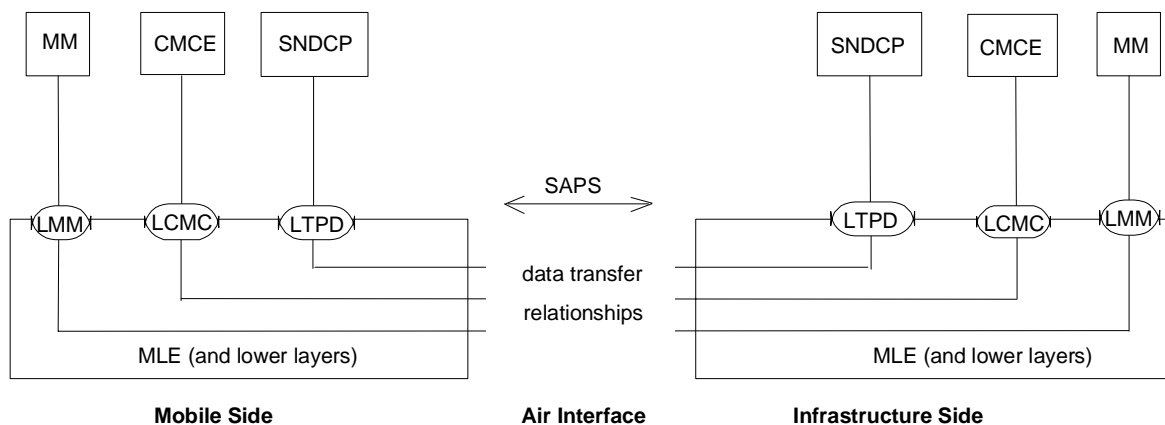 MM CMCE SNDCP SNDCP CMCE MM
SAPS
LMM LCMC LTPD LTPD LCMC LMM
data transfer
relationships
MLE (and lower layers) MLE (and lower layers)
Mobile Side Air Interface Infrastructure Side